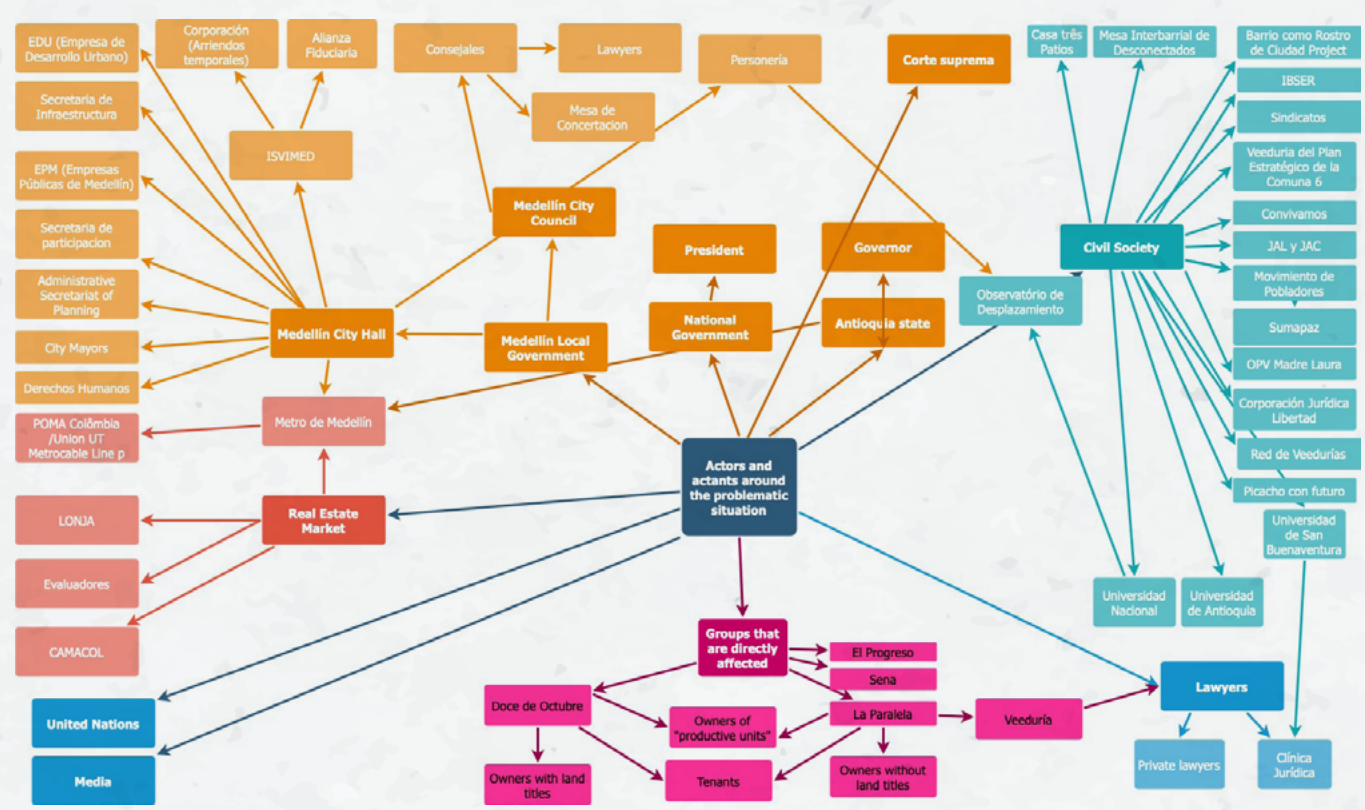 EDU (Empresa de
Desarrollo Urbano)
Corporación
(Arriendos
temporales)
Alianza
Fiduciaria
Consejales
Lawyers
Personería
Corte suprema
Casa três
Patios
Mesa Interbarrial de
Desconectados
Barrio como Rostro
de Ciudad Project
IBSER
Secretaria de
Infraestructura
Mesa de
Concertacion
Sindicatos
ISVIMED
EPM (Empresas
Públicas de Medellín)
Veeduria del Plan
Estratégico de la
Comuna 6
Medellín City
Council
Convivamos
Secretaria de
participacion
President
Governor
Civil Society
JAL y JAC
Administrative
Secretariat of
Planning
Observatório de
Desplazamiento
Movimiento de
Pobladores
Medellín City Hall
Medellín Local
Government
National
Government
Antioquia state
Sumapaz
City Mayors
OPV Madre Laura
Derechos Humanos
Metro de Medellín
Corporación Jurídica
Libertad
POMA Colômbia
/Union UT
Metrocable Line p
Red de Veedurías
Actors and
actants around
the problematic
situation
Picacho con futuro
LONJA
Real Estate
Market
Universidad
de San
Buenaventura
Evaluadores
Universidad
Nacional
Universidad
de Antioquia
CAMACOL
Groups that
are directly
affected
El Progreso
Sena
Lawyers
United Nations
Doce de Octubre
Owners of
"productive units"
La Paralela
Veeduría
Media
Owners with land
titles
Tenants
Owners without
land titles
Private lawyers
Clínica
Jurídica